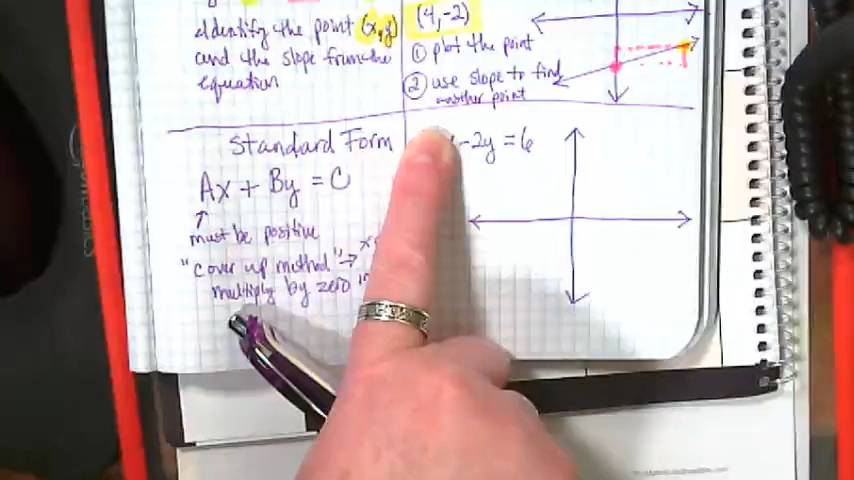 Identify the point (x,y)
and the slope from the
equation
(4,-2)
① plot the point
② use slope to find
another point
Standard Form
Ax + By = C
↑
must be positive
"cover up method" →
multiply by zero
-2y = 6